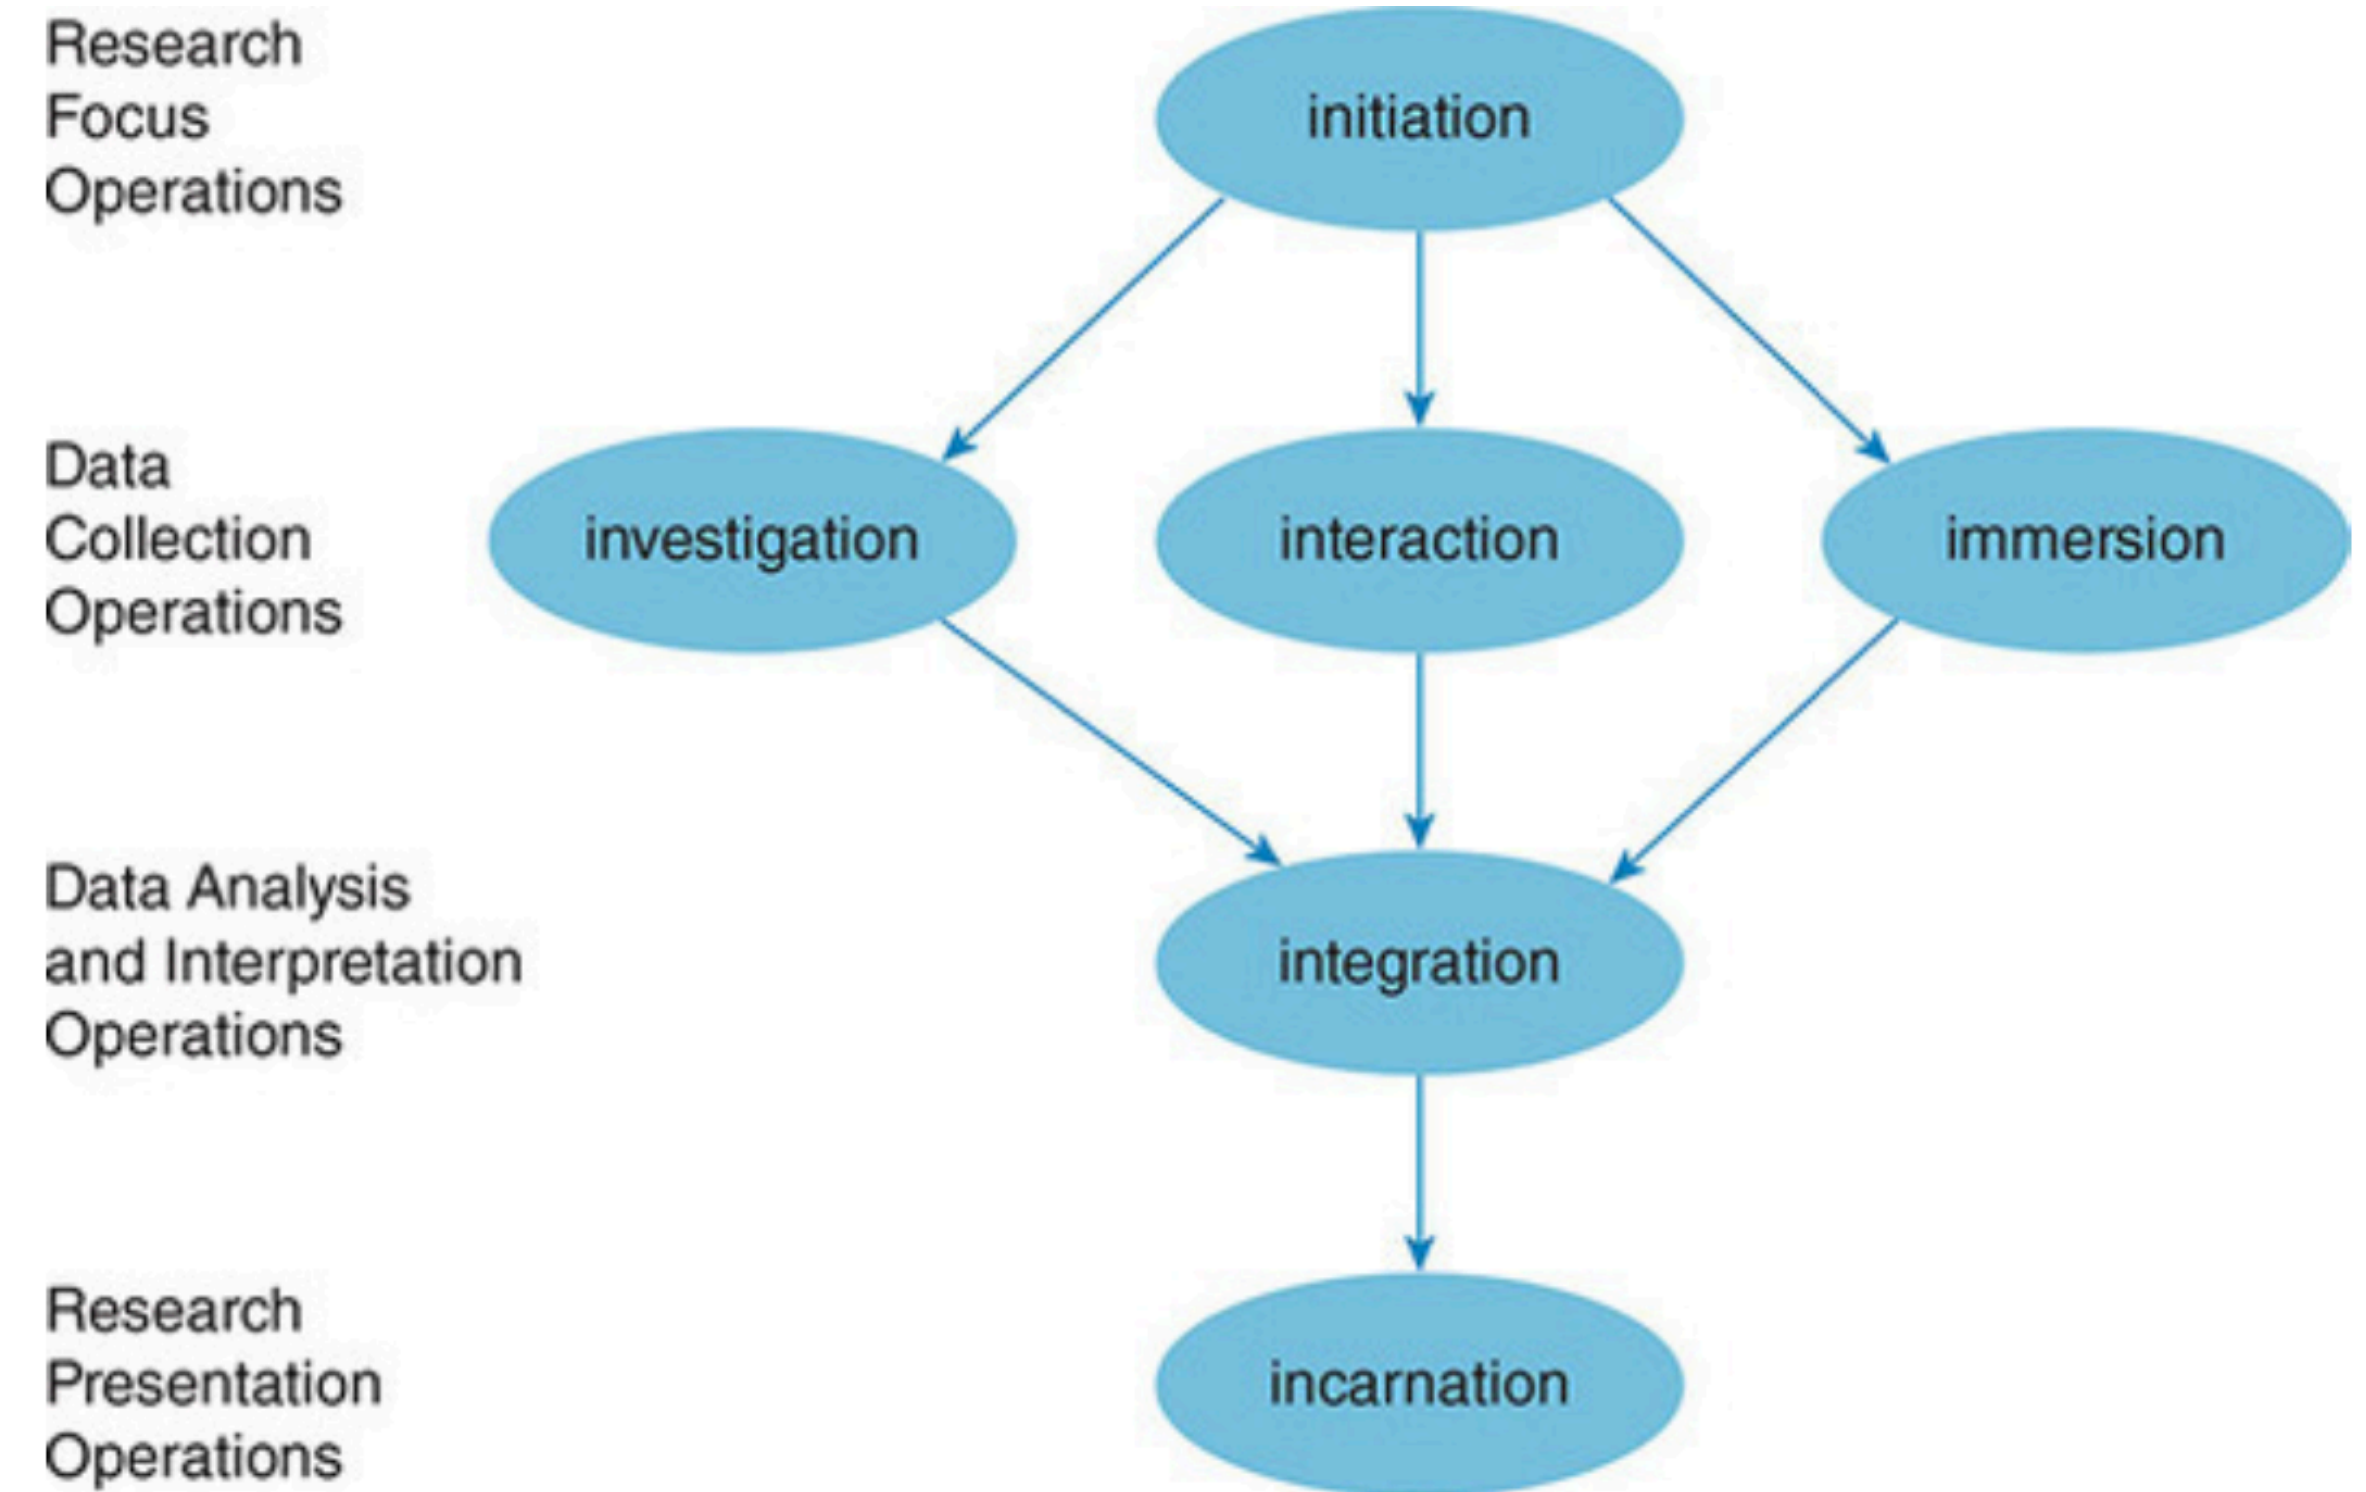 Research
Focus
Operations
initiation
Data
Collection
Operations
investigation
interaction
immersion
Data Analysis
and Interpretation
Operations
integration
Research
Presentation
Operations
incarnation